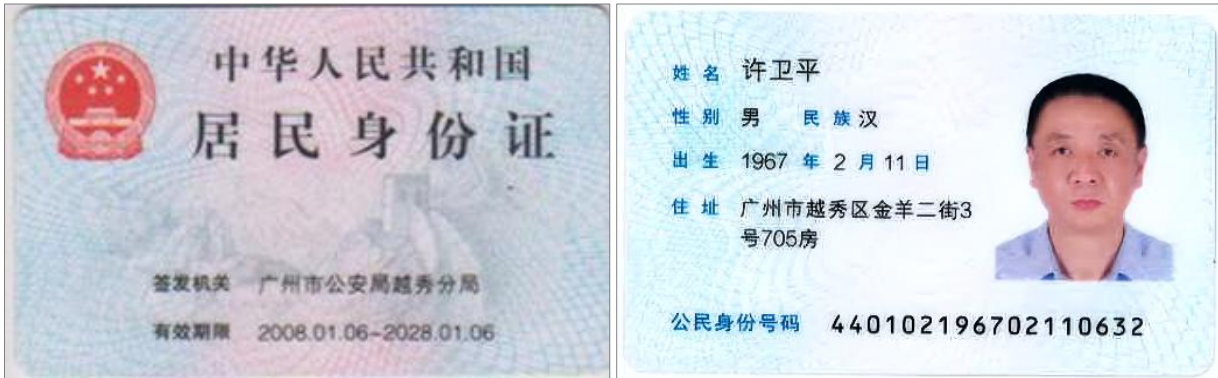 中华人民共和国
居民身份证
签发机关 广州市公安局越秀分局
有效期限 2008.01.06-2028.01.06
姓名 许卫平
性别 男 民族 汉
出生 1967 年 2 月 11 日
住址 广州市越秀区金羊二街3
号705房
公民身份号码 440102196702110632